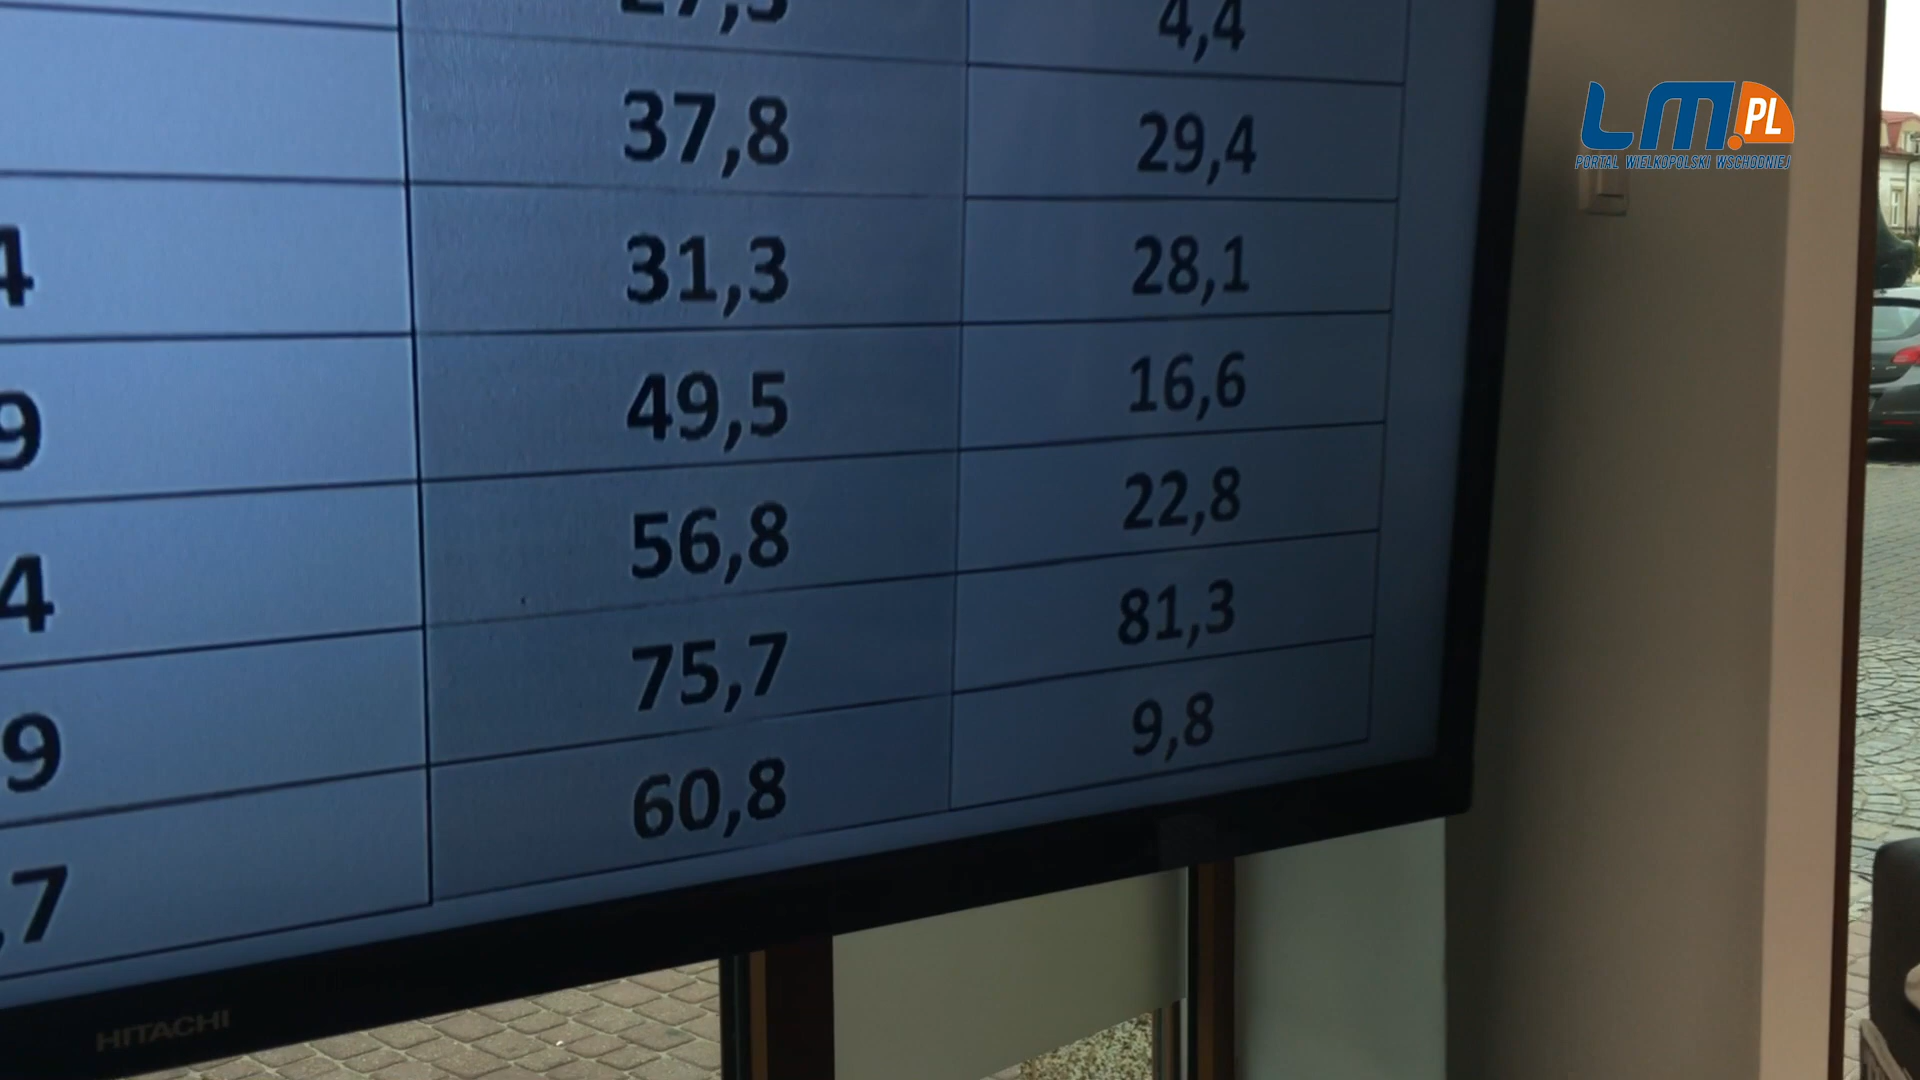 4,4
37,8 29,4
4 31,3 28,1
9 49,5 16,6
4 56,8 22,8
9 75,7 81,3
,7 60,8 9,8
HITACHI
LM.PL
PORTAL WIELKOPOLSKI WSCHODNIEJ